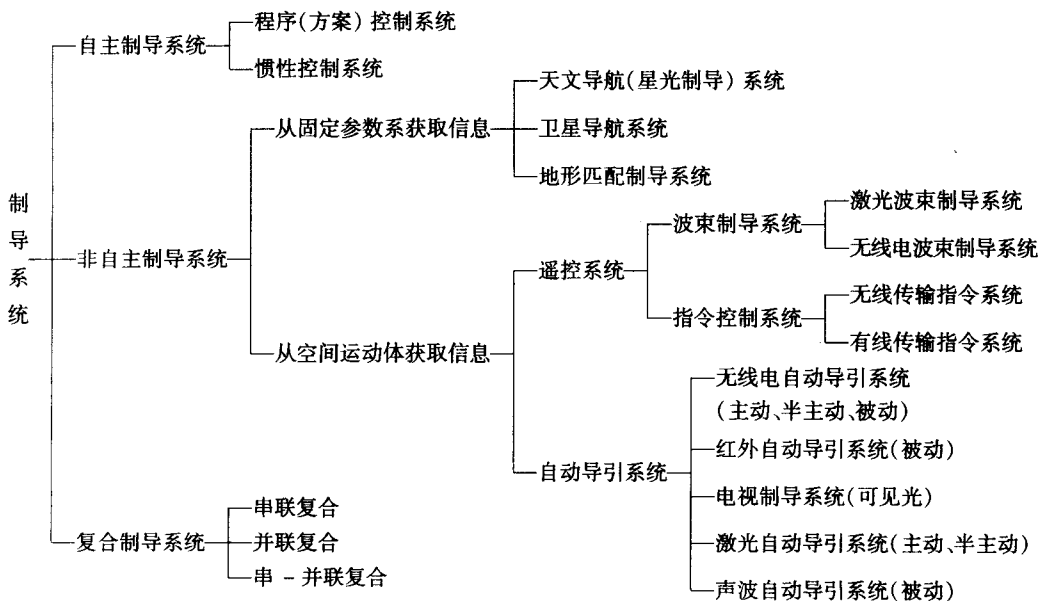 制导系统
自主制导系统
程序(方案)控制系统
惯性控制系统
非自主制导系统
从固定参数系获取信息
天文导航(星光制导)系统
卫星导航系统
地形匹配制导系统
从空间运动体获取信息
遥控系统
波束制导系统
激光波束制导系统
无线电波束制导系统
指令控制系统
无线传输指令系统
有线传输指令系统
自动导引系统
无线电自动导引系统
(主动、半主动、被动)
红外自动导引系统(被动)
电视制导系统(可见光)
激光自动导引系统(主动、半主动)
声波自动导引系统(被动)
复合制导系统
串联复合
并联复合
串-并联复合